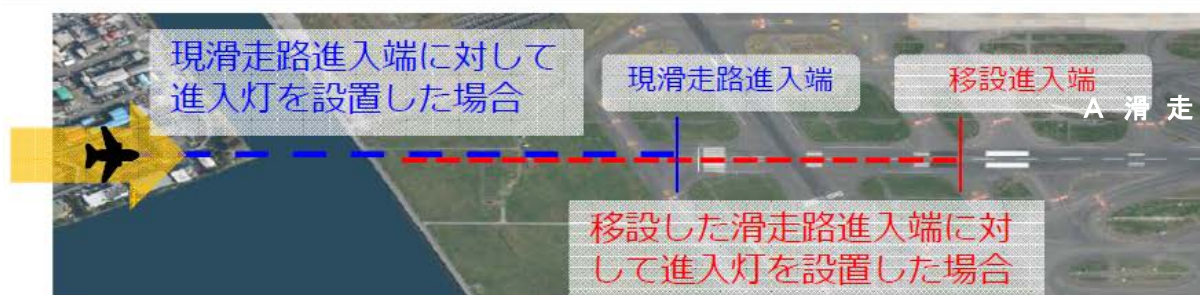 現滑走路進入端に対して
進入灯を設置した場合
現滑走路進入端
移設進入端
A 滑 走
移設した滑走路進入端に対
して進入灯を設置した場合